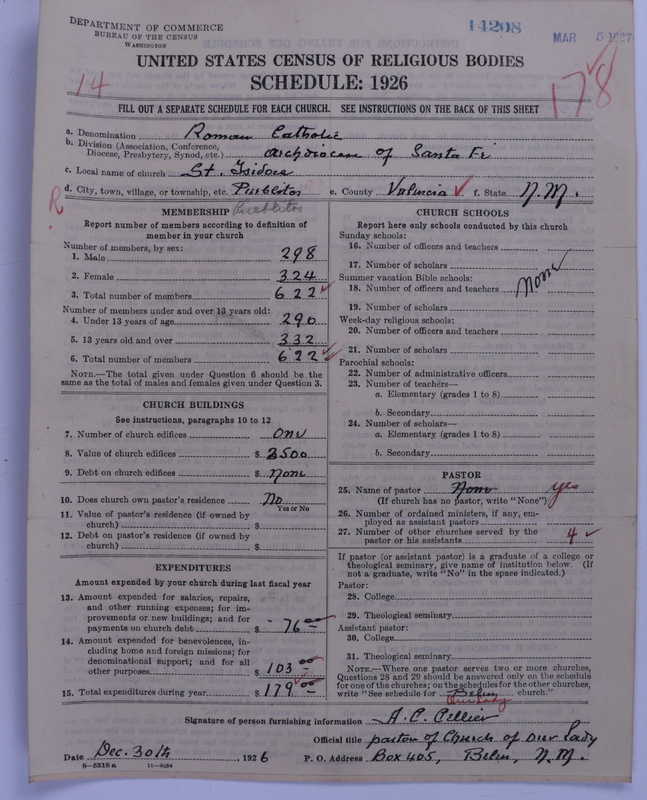 DEPARTMENT OF COMMERCE
BUREAU OF THE CENSUS
WASHINGTON
14208
MAR 5 1927
UNITED STATES CENSUS OF RELIGIOUS BODIES
SCHEDULE: 1926
14
178
FILL OUT A SEPARATE SCHEDULE FOR EACH CHURCH. SEE INSTRUCTIONS ON THE BACK OF THIS SHEET
a. Denomination Roman Catholic
b. Division (Association, Conference, Diocese, Presbytery, Synod, etc.) Archdiocese of Santa Fe
c. Local name of church St. Isidore
d. City, town, village, or township, etc. Pueblitos e. County Valencia f. State N.M.
R
MEMBERSHIP Pueblitos
Report number of members according to definition of
member in your church
Number of members, by sex:
1. Male 298
2. Female 324
3. Total number of members 622
Number of members under and over 13 years old:
4. Under 13 years of age 290
5. 13 years old and over 332
6. Total number of members 622
NOTE.—The total given under Question 6 should be the
same as the total of males and females given under Question 3.
CHURCH BUILDINGS
See instructions, paragraphs 10 to 12
7. Number of church edifices one
8. Value of church edifices $ 3500
9. Debt on church edifices $ None
10. Does church own pastor's residence No
Yes or No
11. Value of pastor's residence (if owned by
church) $
12. Debt on pastor's residence (if owned by
church) $
EXPENDITURES
Amount expended by your church during last fiscal year
13. Amount expended for salaries, repairs,
and other running expenses; for im-
provements or new buildings; and for
payments on church debt $ 76 00
14. Amount expended for benevolences, in-
cluding home and foreign missions; for
denominational support; and for all
other purposes $ 103 00
15. Total expenditures during year $ 179 00
CHURCH SCHOOLS
Report here only schools conducted by this church
Sunday schools:
16. Number of officers and teachers
17. Number of scholars
Summer vacation Bible schools:
18. Number of officers and teachers None
19. Number of scholars
Week-day religious schools:
20. Number of officers and teachers
21. Number of scholars
Parochial schools:
22. Number of administrative officers
23. Number of teachers—
a. Elementary (grades 1 to 8)
b. Secondary
24. Number of scholars—
a. Elementary (grades 1 to 8)
b. Secondary
PASTOR
25. Name of pastor None yes
(If church has no pastor, write "None")
26. Number of ordained ministers, if any, em-
ployed as assistant pastors
27. Number of other churches served by the
pastor or his assistants 4
If pastor (or assistant pastor) is a graduate of a college or
theological seminary, give name of institution below. (If
not a graduate, write "No" in the space indicated.)
Pastor:
28. College
29. Theological seminary
Assistant pastor:
30. College
31. Theological seminary
NOTE.—Where one pastor serves two or more churches,
Questions 28 and 29 should be answered only on the schedule
for one of the churches; on the schedules for the other churches,
write "See schedule for Belen church."
Our Lady
Signature of person furnishing information A. C. Cellier
Official title pastor of Church of Our Lady
Date Dec. 30th, 1926 P. O. Address Box 405, Belen, N.M.
8—5518a 11—9034